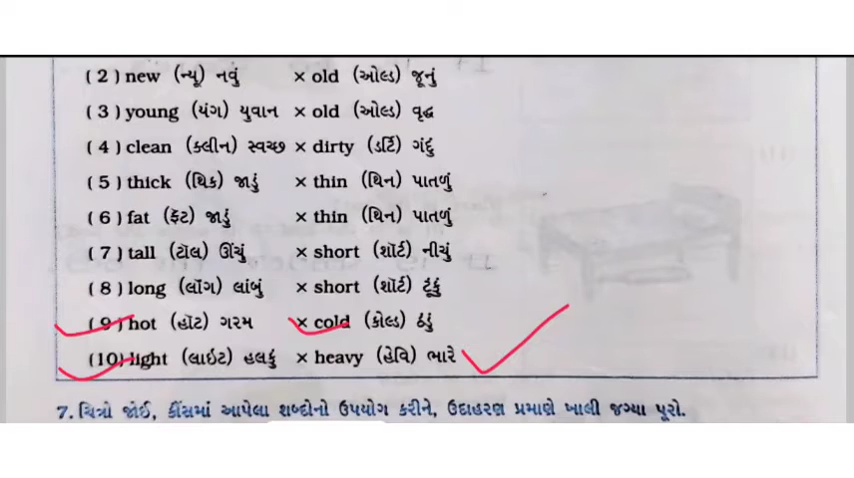 (2) new (ન્યૂ) નવું × old (ઓલ્ડ) જૂનું
(3) young (યંગ) યુવાન × old (ઓલ્ડ) વૃદ્ધ
(4) clean (ક્લીન) સ્વચ્છ × dirty (ડર્ટિ) ગંદું
(5) thick (થિક) જાડું × thin (થિન) પાતળું
(6) fat (ફૅટ) જાડું × thin (થિન) પાતળું
(7) tall (ટૉલ) ઊંચું × short (શૉર્ટ) નીચું
(8) long (લૉંગ) લાંબું × short (શૉર્ટ) ટૂંકું
(9) hot (હૉટ) ગરમ × cold (કોલ્ડ) ઠંડું
(10) light (લાઇટ) હલકું × heavy (હેવિ) ભારે
7. ચિત્રો જોઈ, કૌંસમાં આપેલા શબ્દોનો ઉપયોગ કરીને, ઉદાહરણ પ્રમાણે ખાલી જગ્યા પૂરો.